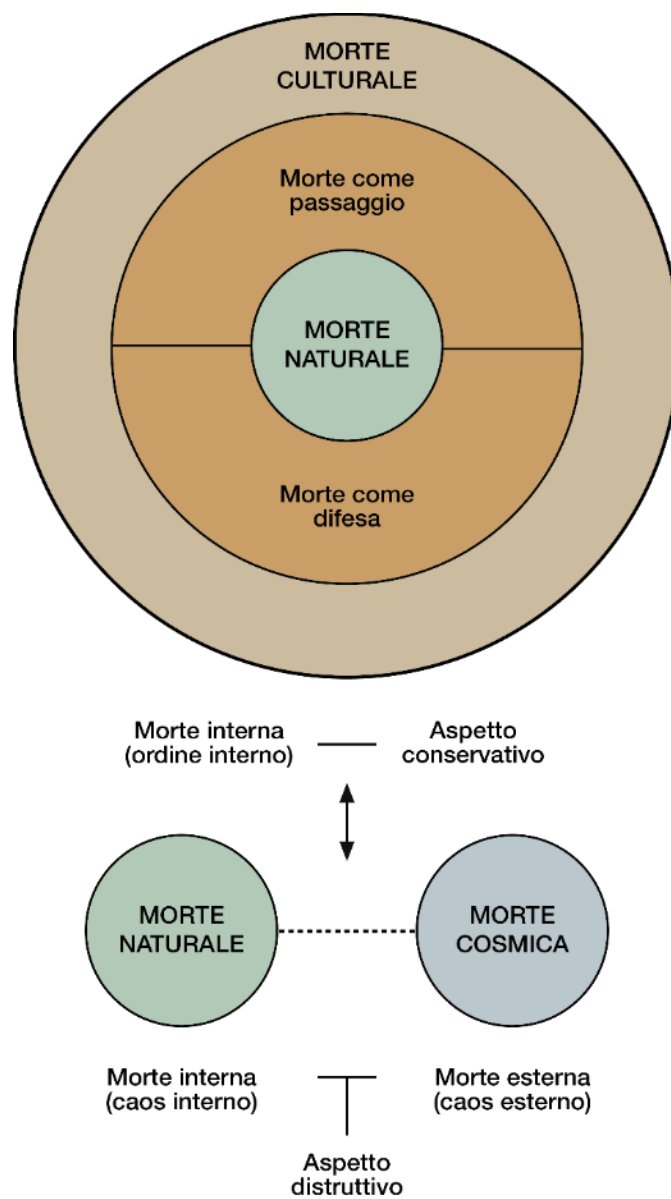 MORTE
CULTURALE
Morte come
passaggio
MORTE
NATURALE
Morte come
difesa
Morte interna
(ordine interno)
Aspetto
conservativo
MORTE
NATURALE
MORTE
COSMICA
Morte interna
(caos interno)
Morte esterna
(caos esterno)
Aspetto
distruttivo